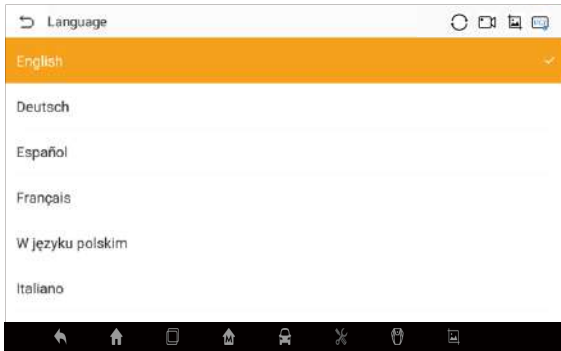 Language
English
Deutsch
Español
Français
W języku polskim
Italiano